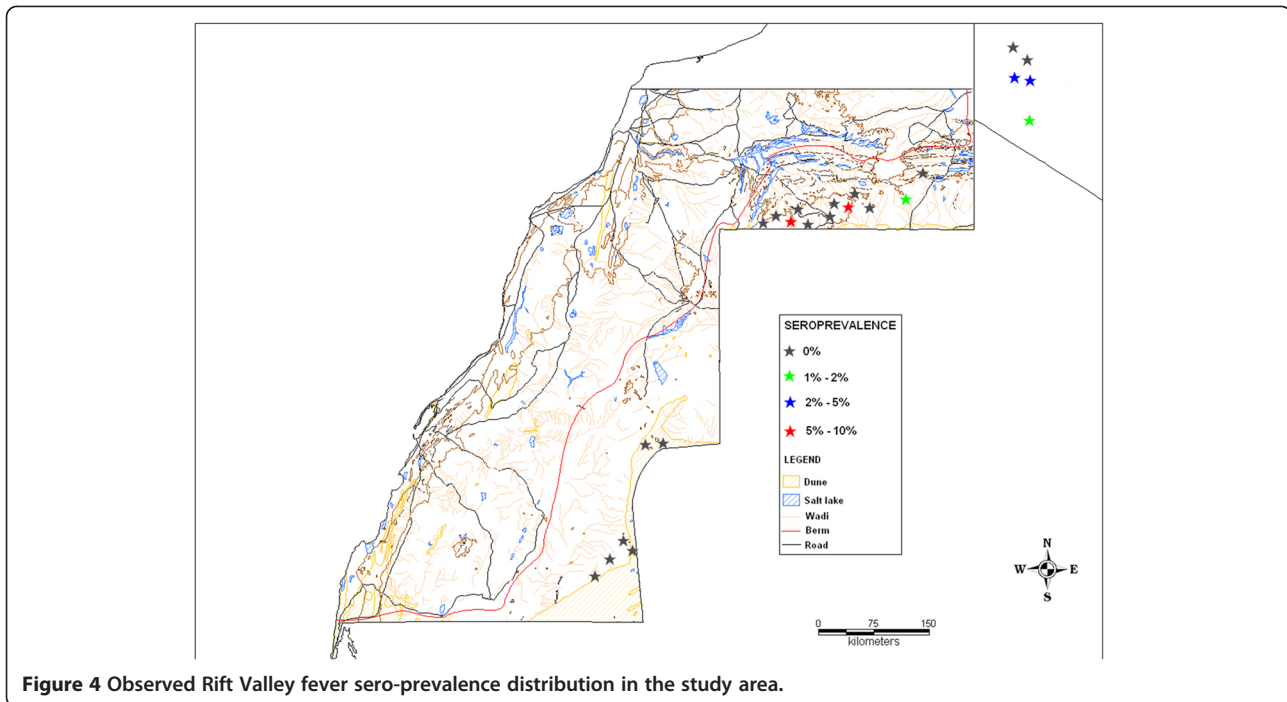 SEROPREVALENCE
0%
1% - 2%
2% - 5%
5% - 10%
LEGEND
Dune
Salt lake
Wadi
Berm
Road
N
W E
S
0 75 150
kilometers
Figure 4 Observed Rift Valley fever sero-prevalence distribution in the study area.